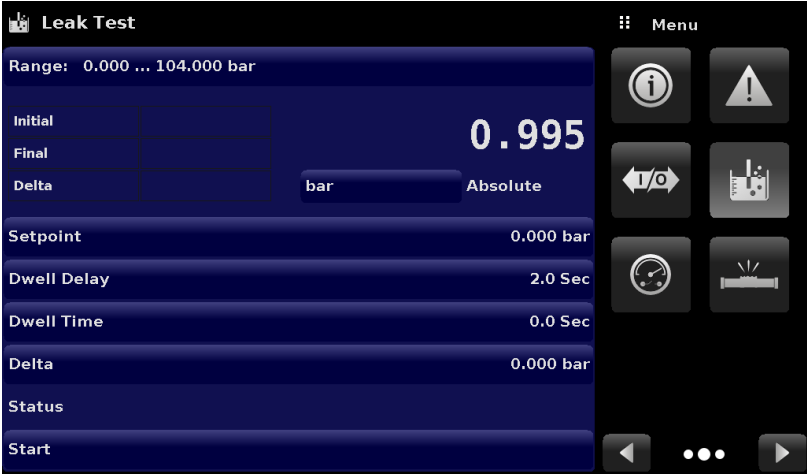 Leak Test
Menu
Range: 0.000 ... 104.000 bar
Initial
Final
Delta
0.995
bar
Absolute
I/O
Setpoint 0.000 bar
Dwell Delay 2.0 Sec
Dwell Time 0.0 Sec
Delta 0.000 bar
Status
Start